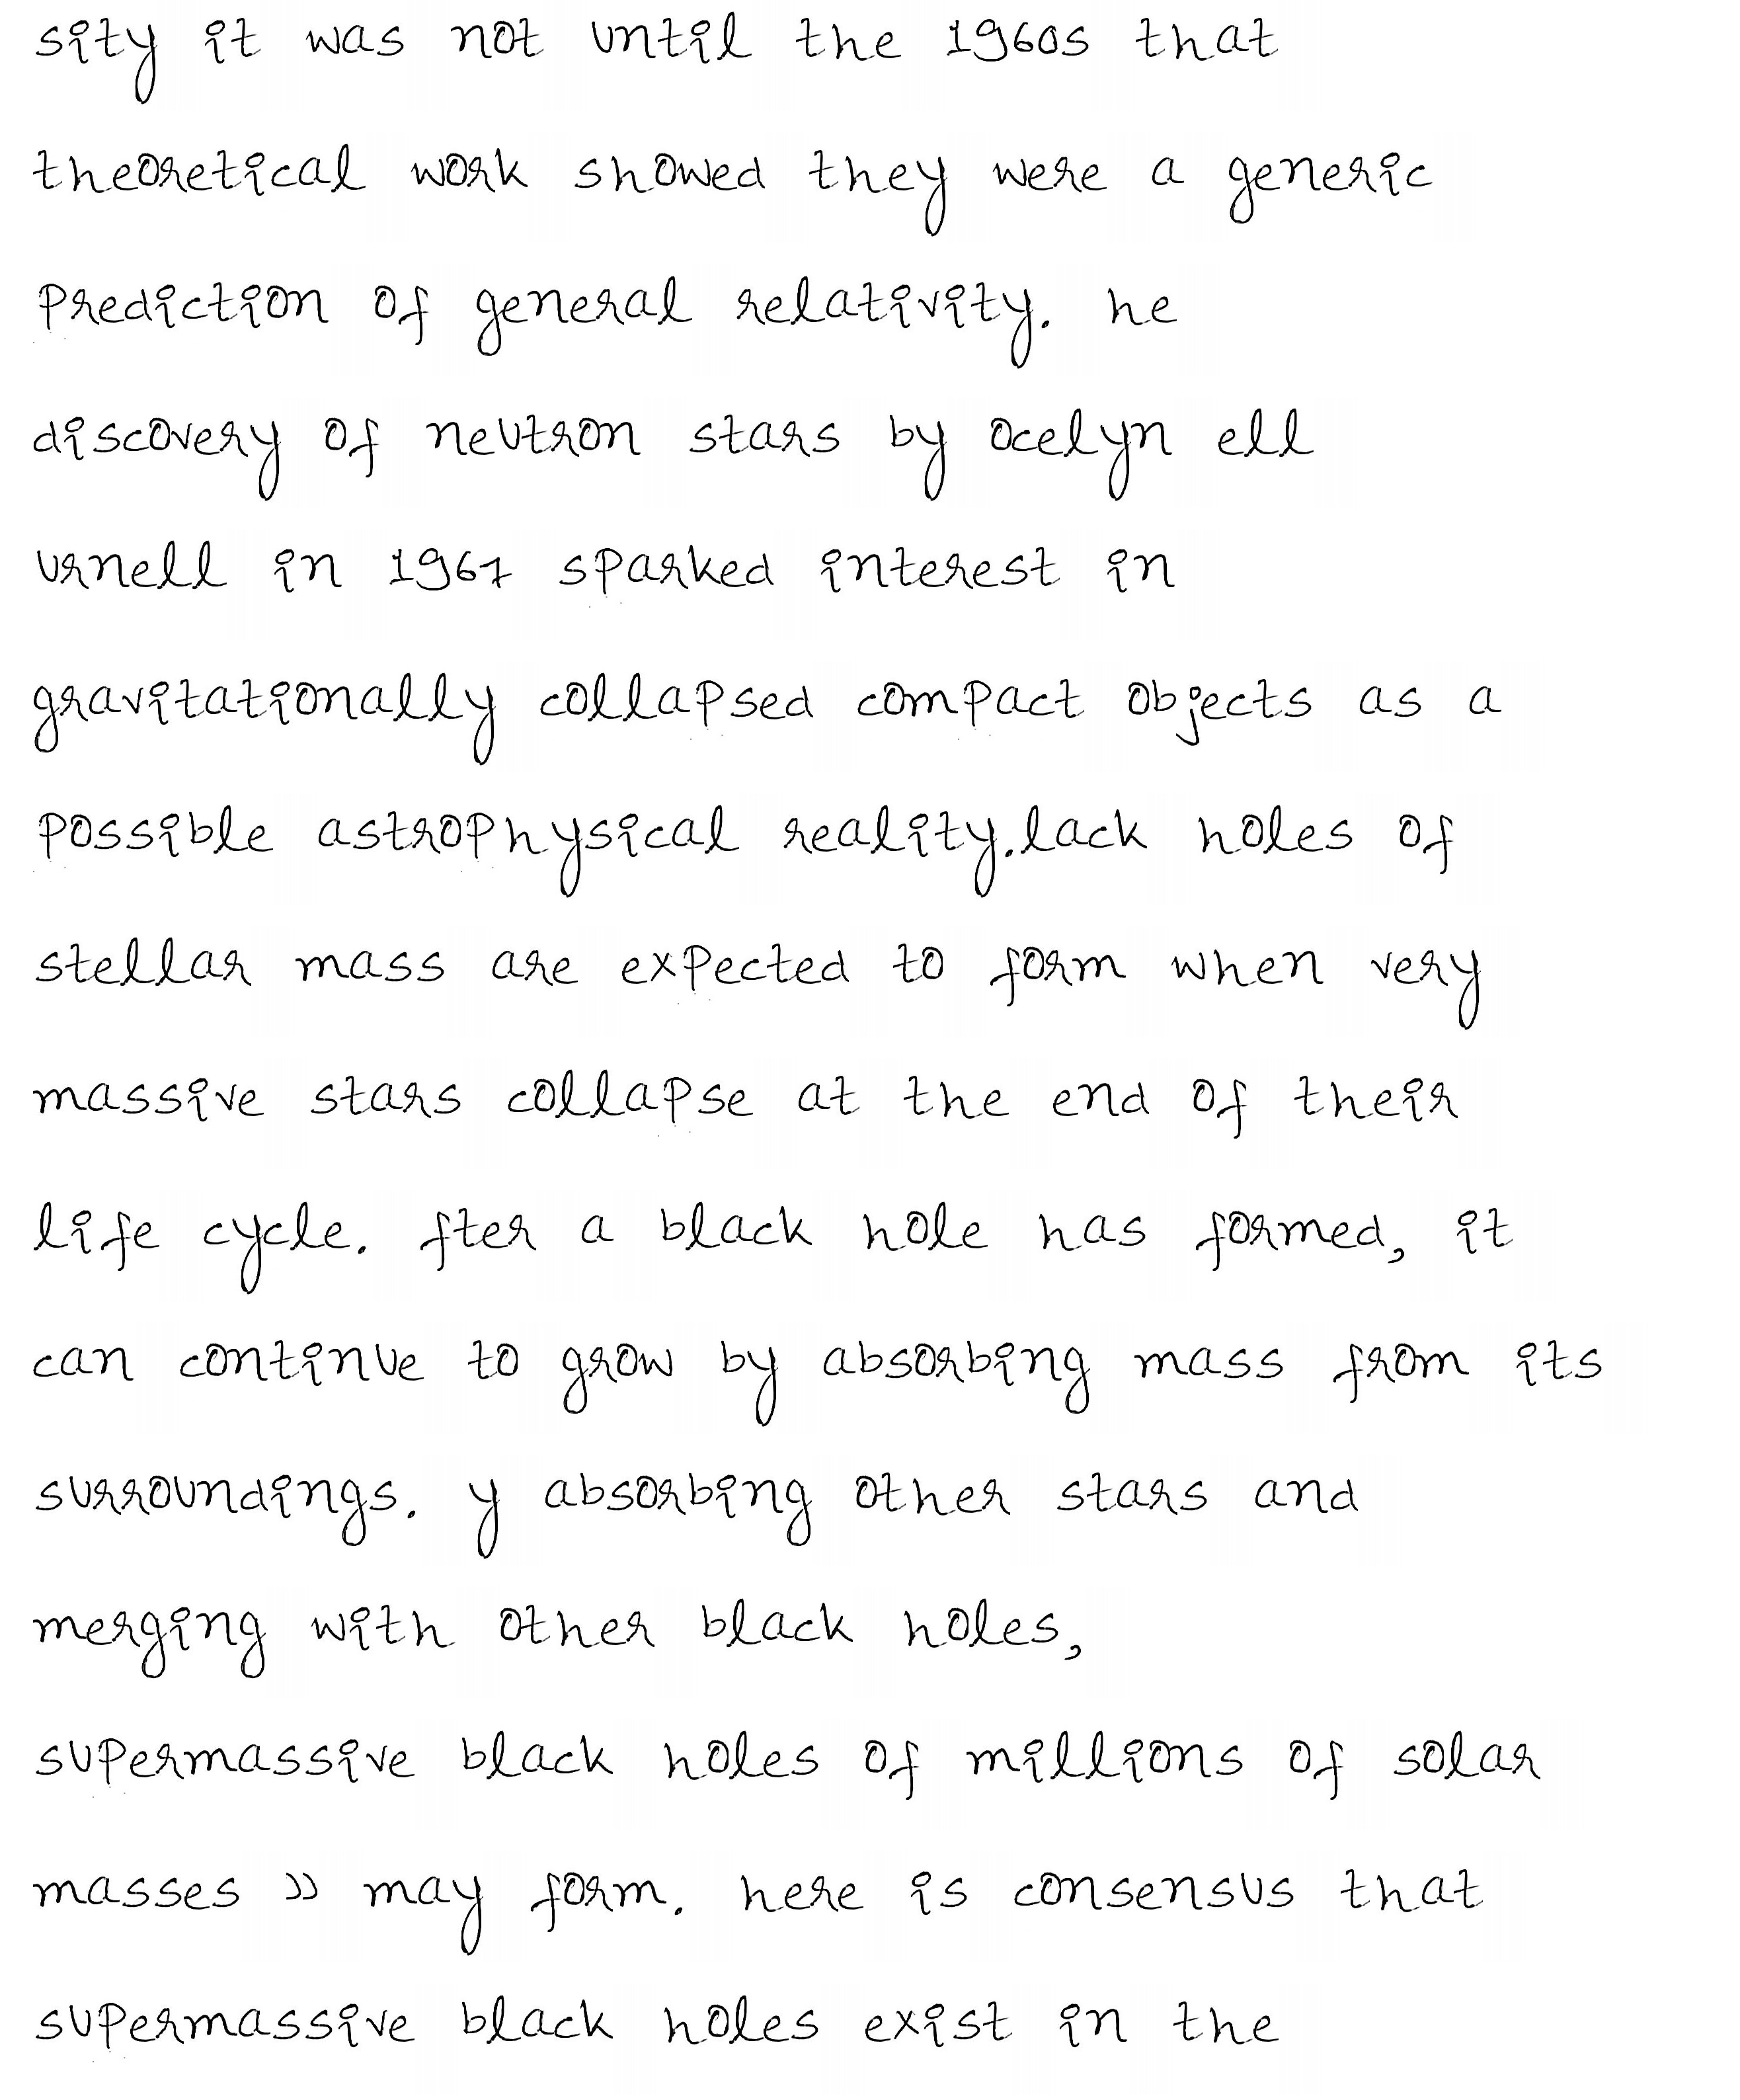 sity it was not until the 1960s that
theoretical work showed they were a generic
prediction of general relativity. he
discovery of neutron stars by ocelyn ell
urnell in 1967 sparked interest in
gravitationally collapsed compact objects as a
possible astrophysical reality.lack holes of
stellar mass are expected to form when very
massive stars collapse at the end of their
life cycle. fter a black hole has formed, it
can continue to grow by absorbing mass from its
surroundings. y absorbing other stars and
merging with other black holes,
supermassive black holes of millions of solar
masses )) may form. here is consensus that
supermassive black holes exist in the